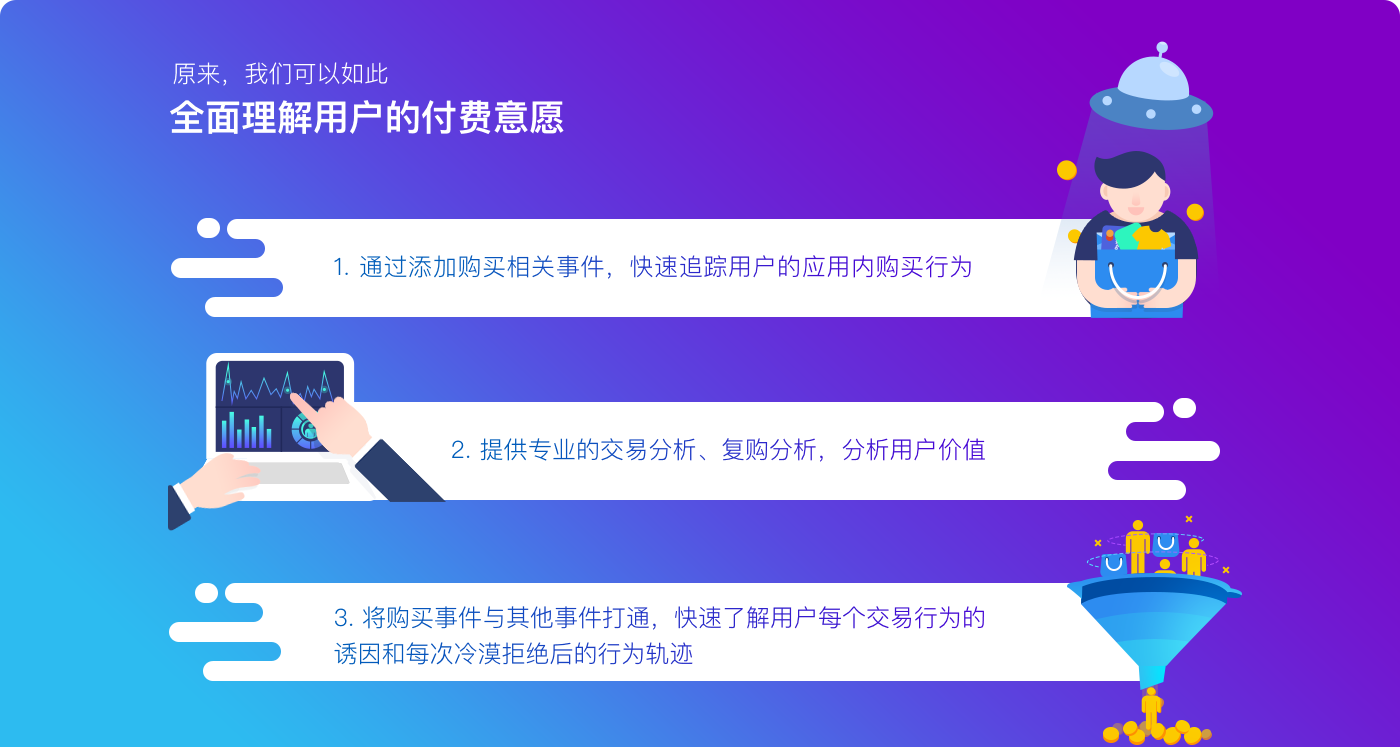 原来，我们可以如此
全面理解用户的付费意愿
1. 通过添加购买相关事件，快速追踪用户的应用内购买行为
2. 提供专业的交易分析、复购分析，分析用户价值
3. 将购买事件与其他事件打通，快速了解用户每个交易行为的
诱因和每次冷漠拒绝后的行为轨迹